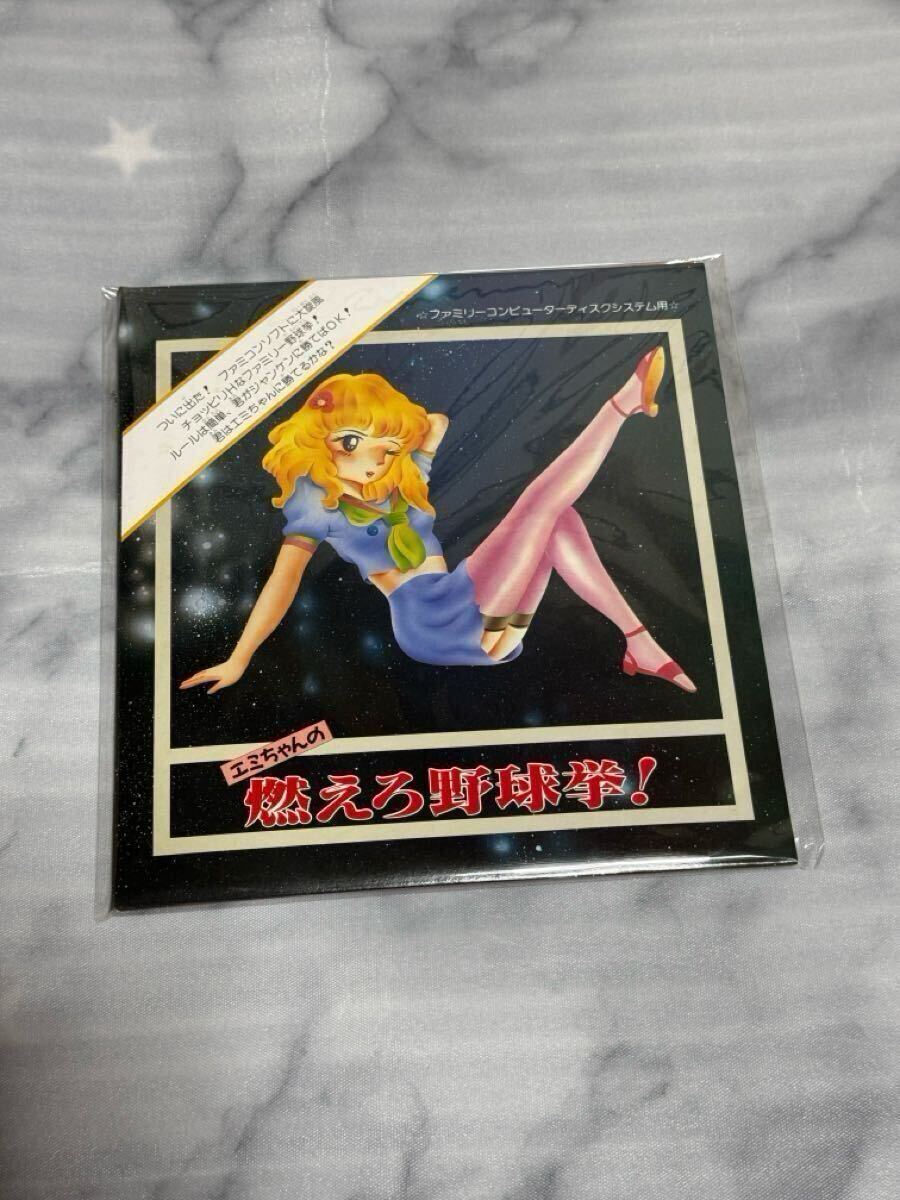 ☆ファミリーコンピューターディスクシステム用☆
ついに出た! ファミコンソフトに大旋風
チョッピリHなファミリー野球拳!
ルールは簡単、君がジャンケンに勝てばOK!
君はエミちゃんに勝てるかな?
エミちゃんの
燃えろ野球拳!